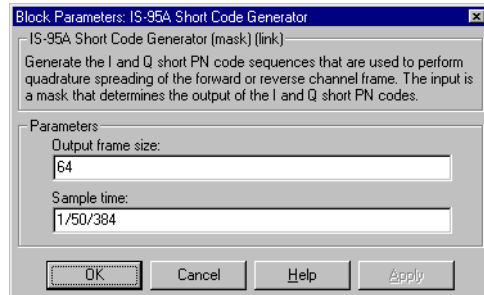 Block Parameters: IS-95A Short Code Generator
IS-95A Short Code Generator (mask) (link)
Generate the I and Q short PN code sequences that are used to perform
quadrature spreading of the forward or reverse channel frame. The input is
a mask that determines the output of the I and Q short PN codes.
Parameters
Output frame size:
64
Sample time:
1/50/384
OK Cancel Help Apply